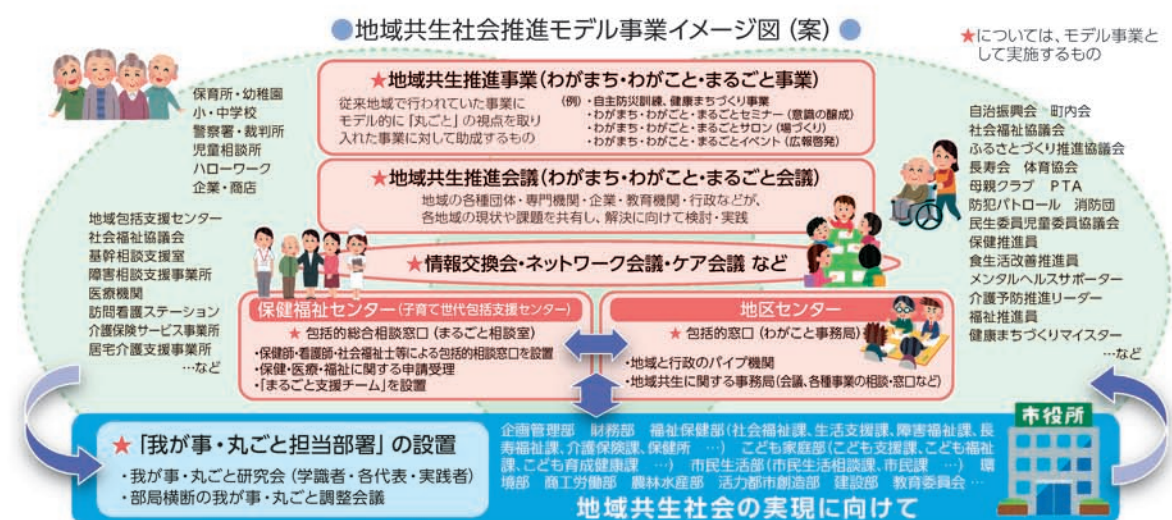 ●地域共生社会推進モデル事業イメージ図（案）●
★については、モデル事業と
して実施するもの
★地域共生推進事業（わがまち・わがこと・まるごと事業）
従来地域で行われていた事業に
モデル的に「丸ごと」の視点を取り
入れた事業に対して助成するもの
（例）・自主防災訓練、健康まちづくり事業
・わがまち・わがごと・まるごとセミナー（意識の醸成）
・わがまち・わがごと・まるごとサロン（場づくり）
・わがまち・わがごと・まるごとイベント（広報啓発）
★地域共生推進会議（わがまち・わがこと・まるごと会議）
地域の各種団体・専門機関・企業・教育機関・行政などが、
各地域の現状や課題を共有し、解決に向けて検討・実践
★情報交換会・ネットワーク会議・ケア会議 など
保育所・幼稚園
小・中学校
警察署・裁判所
児童相談所
ハローワーク
企業・商店
地域包括支援センター
社会福祉協議会
基幹相談支援室
障害相談支援事業所
医療機関
訪問看護ステーション
介護保険サービス事業所
居宅介護支援事業所
…など
自治振興会 町内会
社会福祉協議会
ふるさとづくり推進協議会
長寿会 体育協会
母親クラブ PTA
防犯パトロール 消防団
民生委員児童委員協議会
保健推進員
食生活改善推進員
メンタルヘルスサポーター
介護予防推進リーダー
福祉推進員
健康まちづくりマイスター
…など
保健福祉センター（子育て世代包括支援センター）
★包括的総合相談窓口（まるごと相談室）
・保健師・看護師・社会福祉士等による包括的相談窓口を設置
・保健・医療・福祉に関する申請受理
・「まるごと支援チーム」を設置
地区センター
★包括的窓口（わがこと事務局）
・地域と行政のパイプ機関
・地域共生に関する事務局（会議、各種事業の相談・窓口など）
★「我が事・丸ごと担当部署」の設置
・我が事・丸ごと研究会（学識者・各代表・実践者）
・部局横断の我が事・丸ごと調整会議
企画管理部 財務部 福祉保健部（社会福祉課、生活支援課、障害福祉課、長
寿福祉課、介護保険課、保健所 …） こども家庭部（こども支援課、こども福祉
課、こども育成健康課 …） 市民生活部（市民生活相談課、市民課 …） 環
境部 商工労働部 農林水産部 活力都市創造部 建設部 教育委員会 …
地域共生社会の実現に向けて
市役所